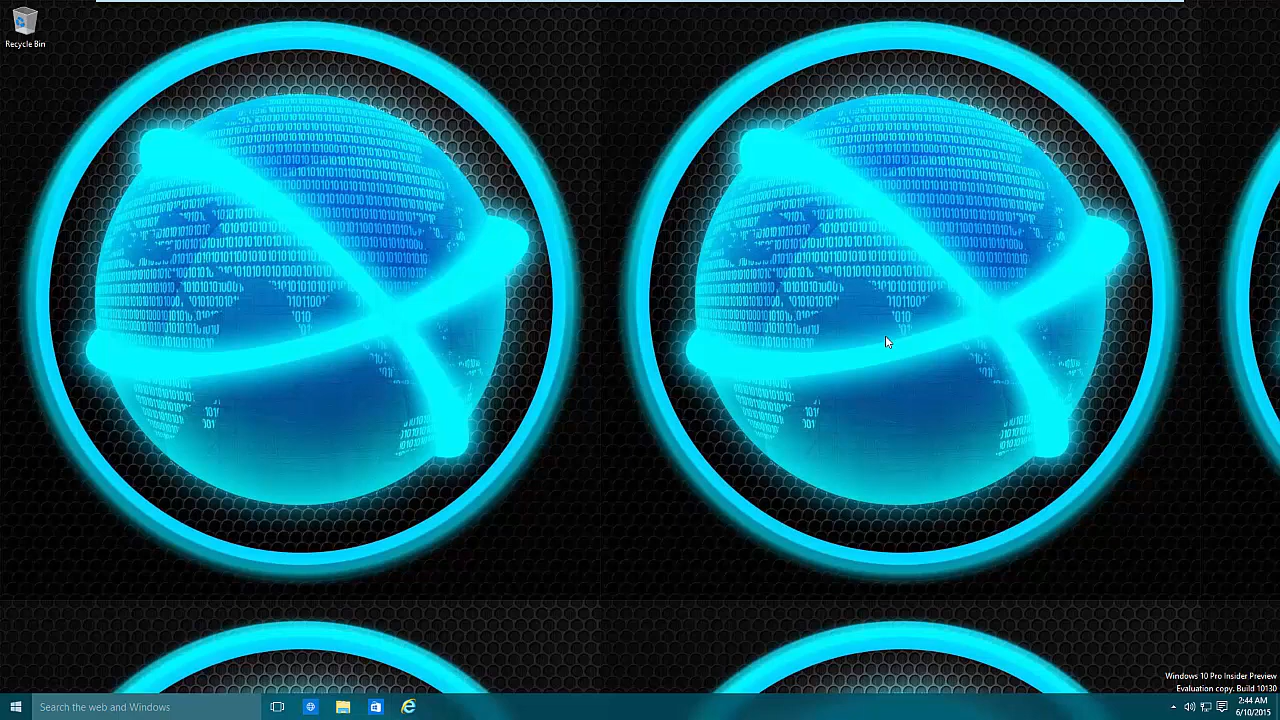 Recycle Bin
Windows 10 Pro Insider Preview
Evaluation copy. Build 10130
Search the web and Windows
2:44 AM
6/10/2015